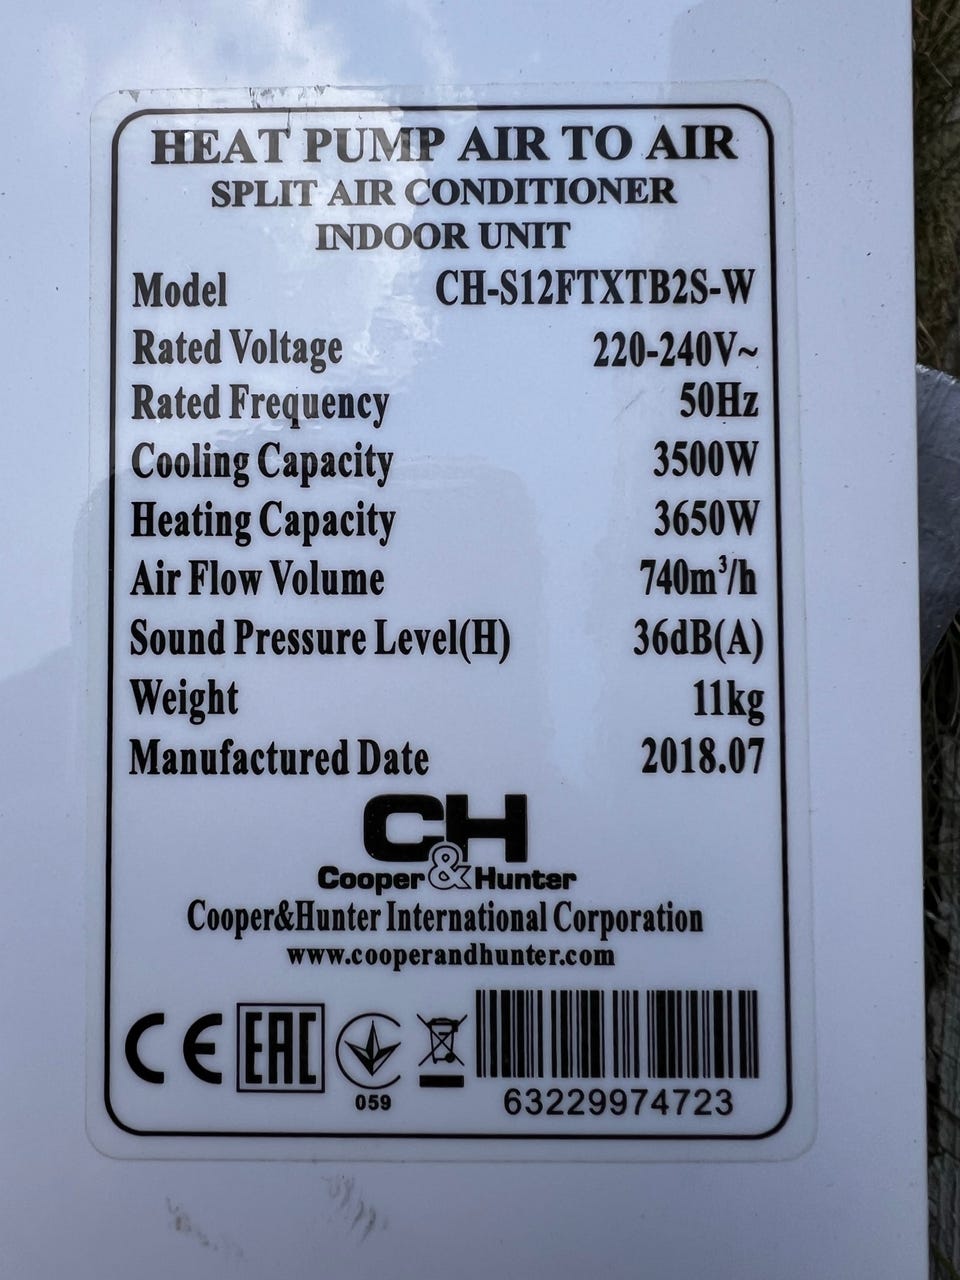 HEAT PUMP AIR TO AIR
SPLIT AIR CONDITIONER
INDOOR UNIT
Model CH-S12FTXTB2S-W
Rated Voltage 220-240V~
Rated Frequency 50Hz
Cooling Capacity 3500W
Heating Capacity 3650W
Air Flow Volume 740m³/h
Sound Pressure Level(H) 36dB(A)
Weight 11kg
Manufactured Date 2018.07
CH
Cooper&Hunter
Cooper&Hunter International Corporation
www.cooperandhunter.com
CE EAC
059 63229974723